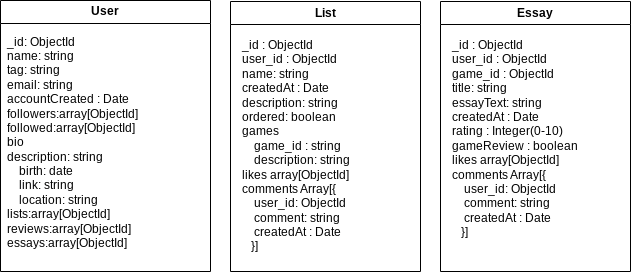 User
_id: ObjectId
name: string
tag: string
email: string
accountCreated : Date
followers:array[ObjectId]
followed:array[ObjectId]
bio
description: string
birth: date
link: string
location: string
lists:array[ObjectId]
reviews:array[ObjectId]
essays:array[ObjectId]
List
_id : ObjectId
user_id : ObjectId
name: string
createdAt : Date
description: string
ordered: boolean
games
game_id : string
description: string
likes array[ObjectId]
comments Array[{
user_id: ObjectId
comment: string
createdAt : Date
}]
Essay
_id : ObjectId
user_id : ObjectId
game_id : ObjectId
title: string
essayText: string
createdAt : Date
rating : Integer(0-10)
gameReview : boolean
likes array[ObjectId]
comments Array[{
user_id: ObjectId
comment: string
createdAt : Date
}]